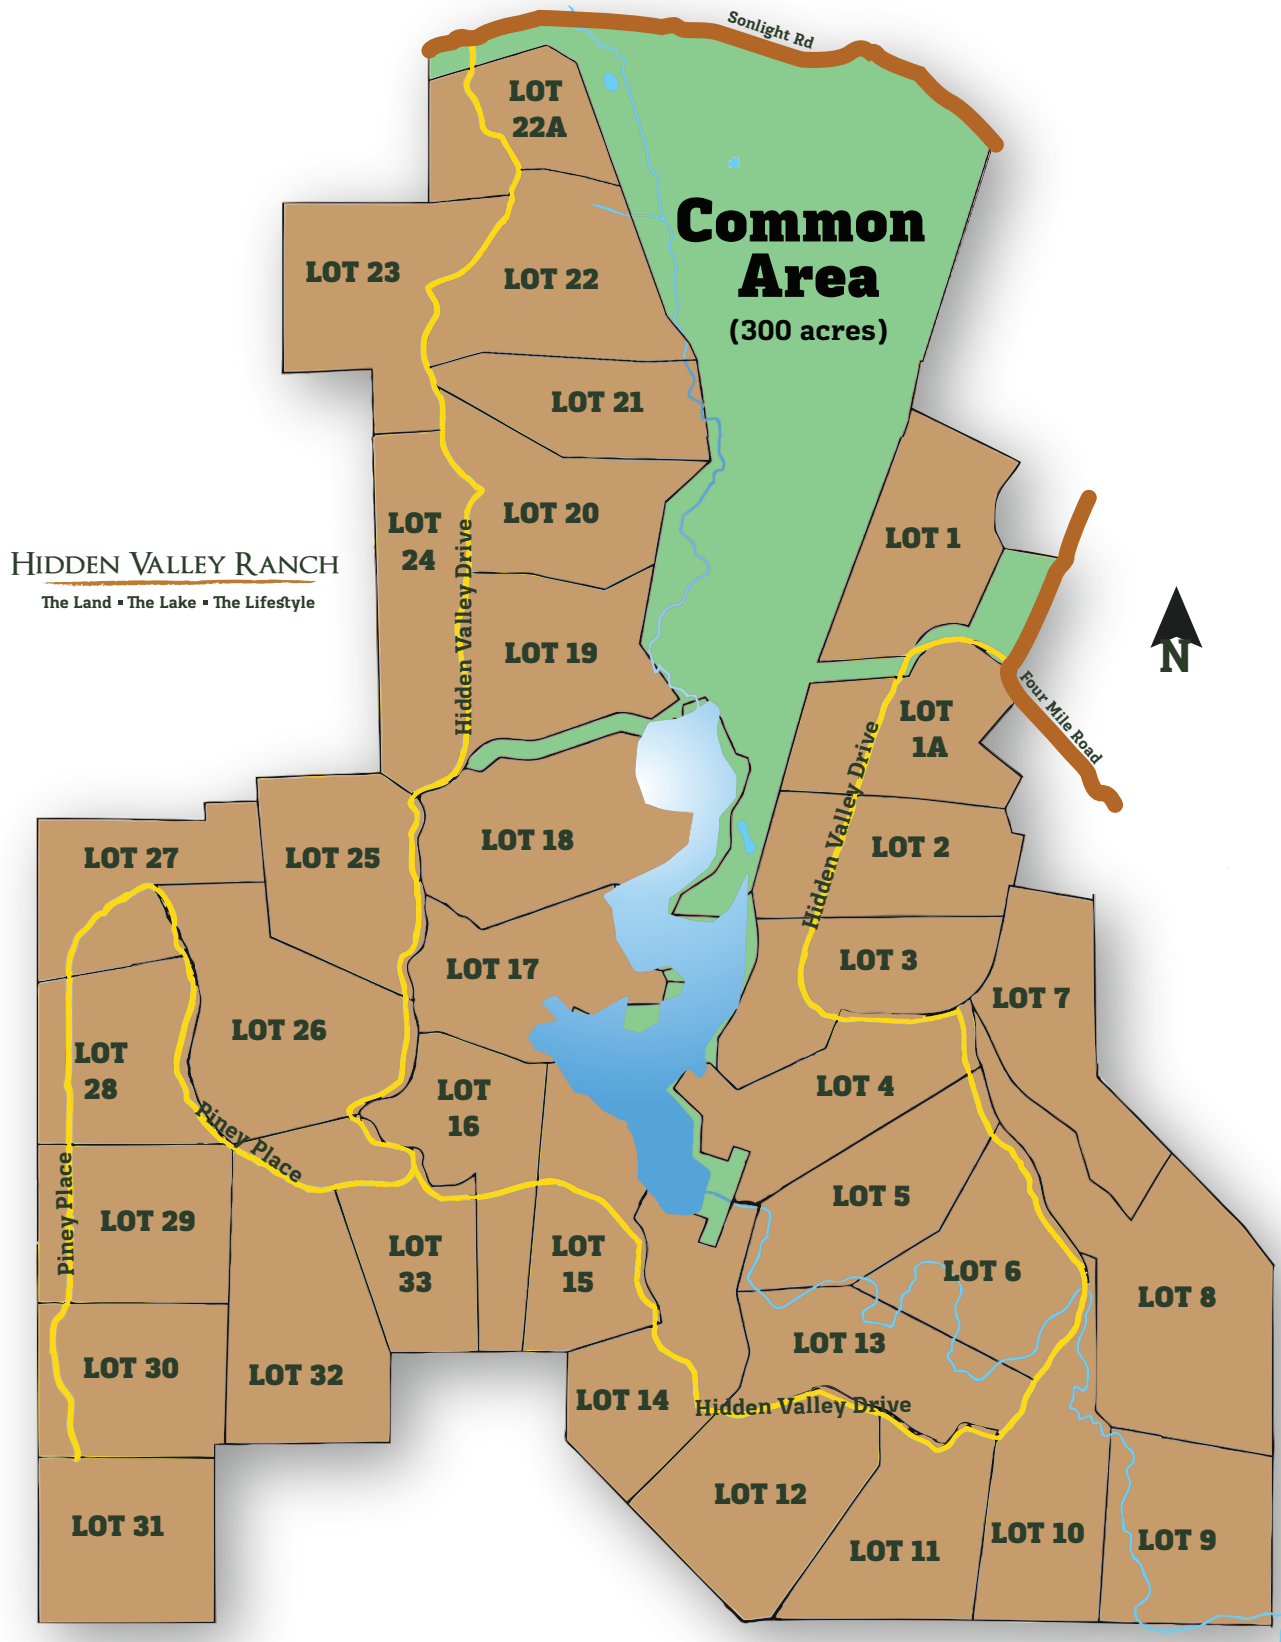 Sonlight Rd
LOT
22A
Common
Area
(300 acres)
LOT 23
LOT 22
LOT 21
LOT 20
LOT
24
LOT 1
HIDDEN VALLEY RANCH
The Land ▪ The Lake ▪ The Lifestyle
Hidden Valley Drive
LOT 19
Four Mile Road
N
LOT
1A
Hidden Valley Drive
LOT 18
LOT 2
LOT 27
LOT 25
LOT 17
LOT 3
LOT 7
LOT 26
LOT
28
LOT
16
LOT 4
Piney Place
Piney Place
LOT 29
LOT 5
LOT
33
LOT
15
LOT 6
LOT 8
LOT 30
LOT 32
LOT 13
LOT 14
Hidden Valley Drive
LOT 12
LOT 31
LOT 11
LOT 10
LOT 9